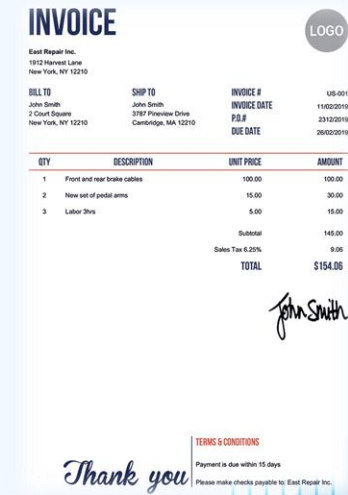 INVOICE
LOGO
East Repair Inc.
1912 Harvest Lane
New York, NY 12210
BILL TO
John Smith
2 Court Square
New York, NY 12210
SHIP TO
John Smith
3787 Pineview Drive
Cambridge, MA 12210
INVOICE # US-001
INVOICE DATE 11/02/2019
P.O.# 2312/2019
DUE DATE 26/02/2019
QTY DESCRIPTION UNIT PRICE AMOUNT
1 Front and rear brake cables 100.00 100.00
2 New set of pedal arms 15.00 30.00
3 Labor 3hrs 5.00 15.00
Subtotal 145.00
Sales Tax 6.25% 9.06
TOTAL $154.06
John Smith
Thank you
TERMS & CONDITIONS
Payment is due within 15 days
Please make checks payable to: East Repair Inc.